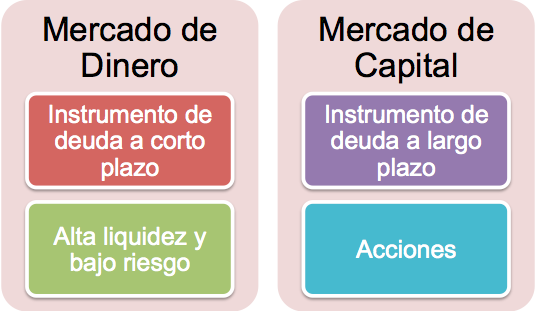 Mercado de
Dinero
Instrumento de
deuda a corto
plazo
Alta liquidez y
bajo riesgo
Mercado de
Capital
Instrumento de
deuda a largo
plazo
Acciones